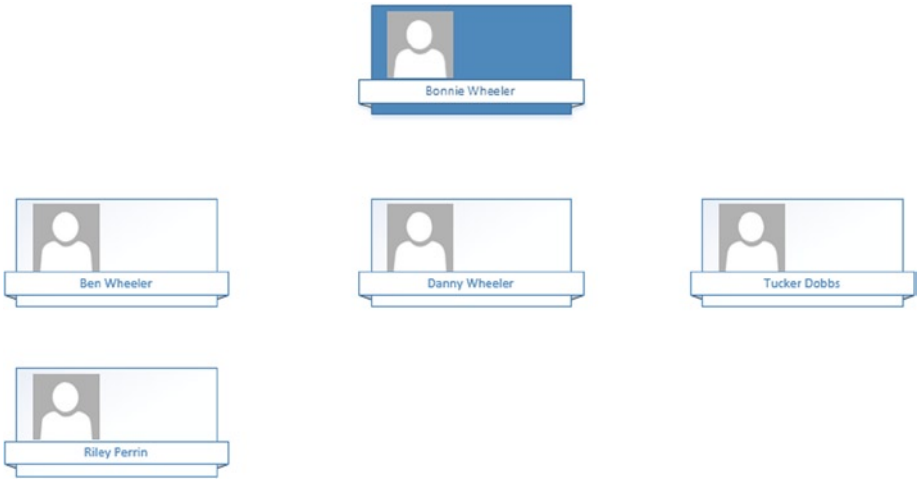 Bonnie Wheeler
Ben Wheeler
Danny Wheeler
Tucker Dobbs
Riley Perrin